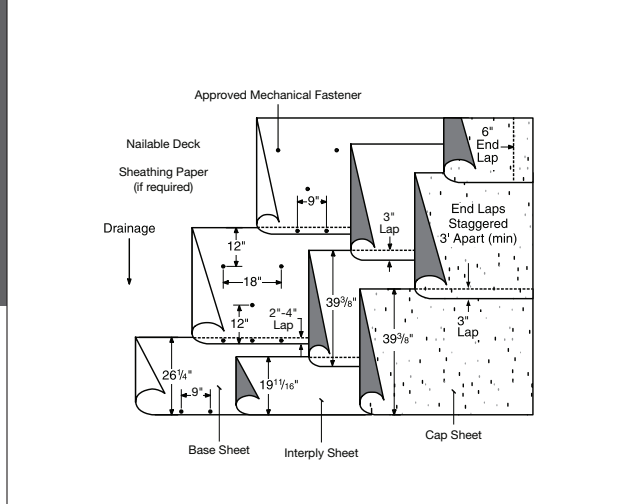 Approved Mechanical Fastener
Nailable Deck
6"
End
Lap
Sheathing Paper
(if required)
9"
3"
Lap
End Laps
Staggered
3' Apart (min)
Drainage
12"
18"
39⅜"
12"
2"-4"
Lap
3"
Lap
39⅜"
26¼"
9"
19¹¹/₁₆"
Base Sheet
Interply Sheet
Cap Sheet